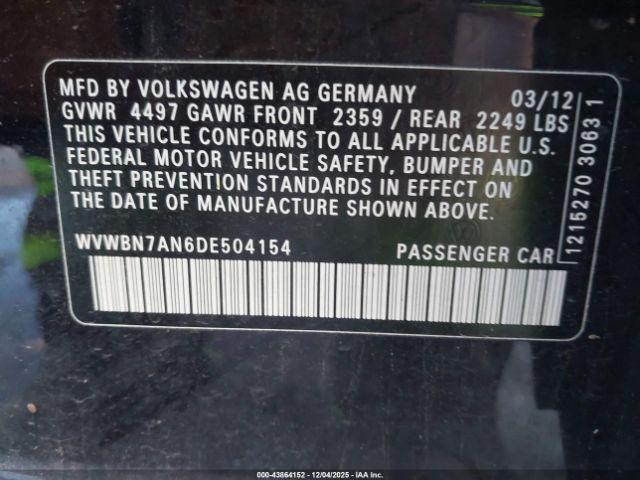 MFD BY VOLKSWAGEN AG GERMANY 03/12
GVWR 4497 GAWR FRONT 2359 / REAR 2249 LBS
THIS VEHICLE CONFORMS TO ALL APPLICABLE U.S.
FEDERAL MOTOR VEHICLE SAFETY, BUMPER AND
THEFT PREVENTION STANDARDS IN EFFECT ON
THE DATE OF MANUFACTURE SHOWN ABOVE.
WVWBN7AN6DE504154 PASSENGER CAR
1215270 3063 1
000-43864152 - 12/04/2025 - IAA Inc.